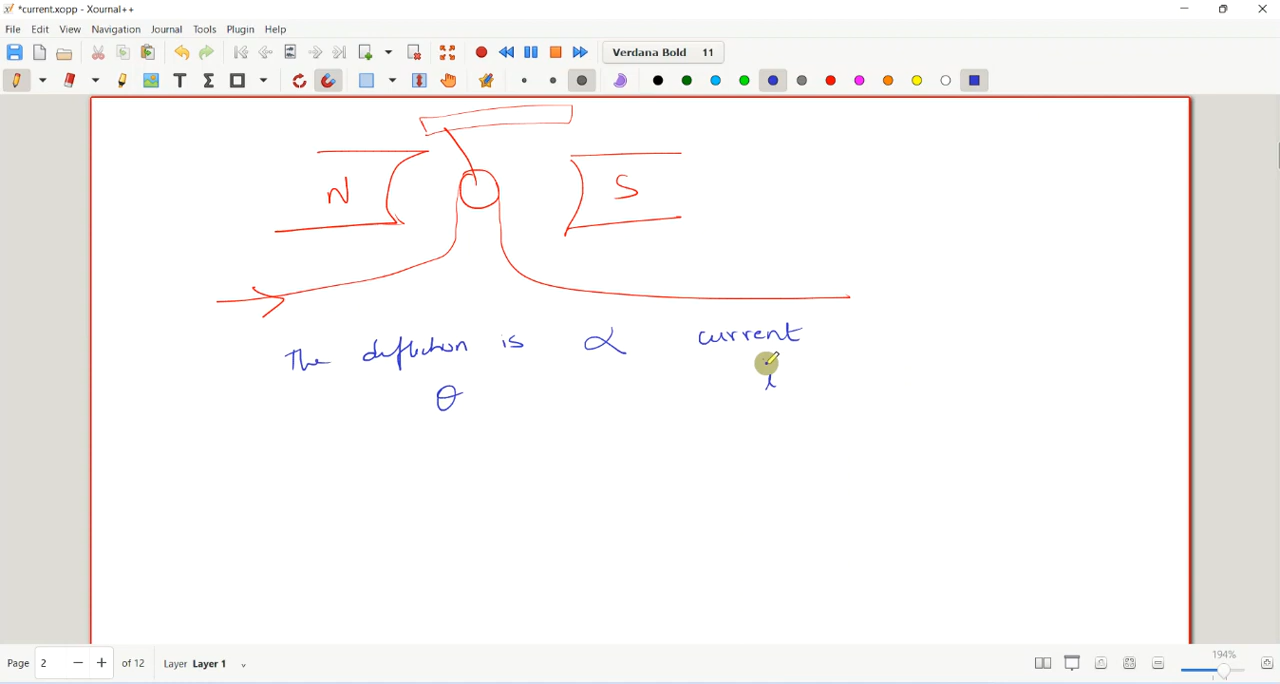 *current.xopp - Xournal++
File Edit View Navigation Journal Tools Plugin Help
Verdana Bold 11
N S
The deflction is ∝ current
θ i
Page 2 of 12 Layer Layer 1 194%